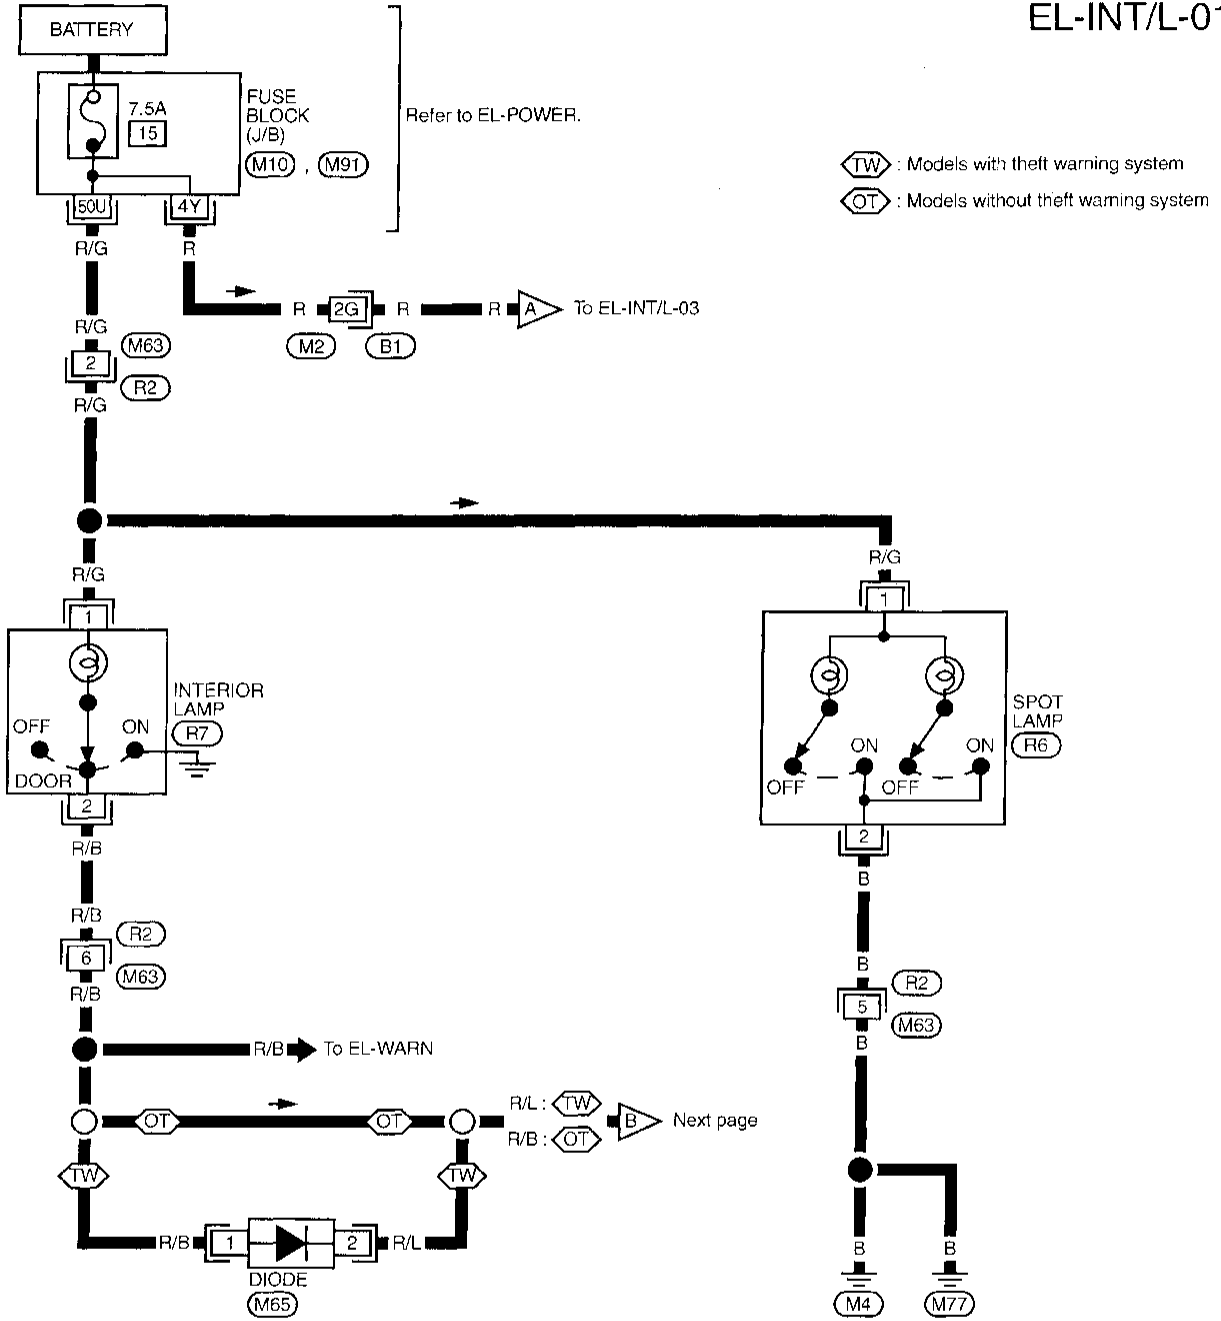 EL-INT/L-01
BATTERY
7.5A
15
FUSE
BLOCK
(J/B)
M10 , M91
Refer to EL-POWER.
TW : Models with theft warning system
OT : Models without theft warning system
50U
4Y
R/G
R
R/G
R
2G
R
R
A
To EL-INT/L-03
M2
B1
M63
2
R2
R/G
R/G
R/G
1
1
INTERIOR
LAMP
R7
OFF
ON
DOOR
2
SPOT
LAMP
R6
ON
ON
OFF
OFF
2
R/B
B
R/B
R2
6
M63
R/B
B
R2
5
M63
B
R/B
To EL-WARN
OT
OT
R/L : TW
R/B : OT
B
Next page
TW
TW
R/B
1
2
R/L
DIODE
M65
B
B
M4
M77